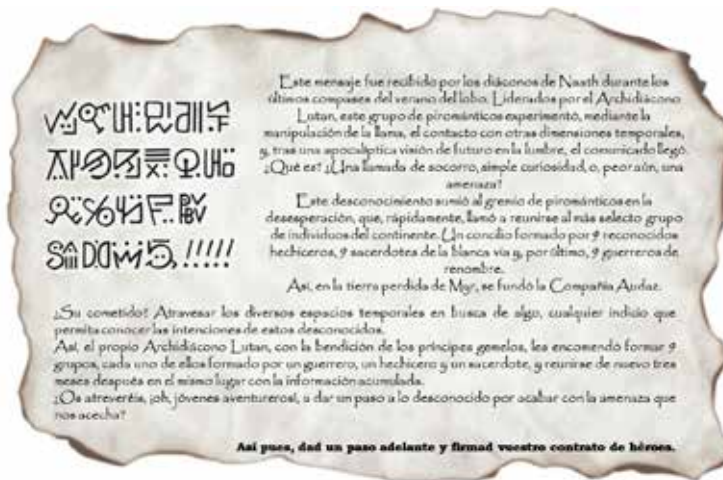 Este mensaje fue recibido por los diáconos de Naath durante los
últimos compases del verano del lobo. Liderados por el Archidiácono
Lutan, este grupo de pirománticos experimentó, mediante la
manipulación de la llama, el contacto con otras dimensiones temporales,
y, tras una apocalíptica visión de futuro en la lumbre, el comunicado llegó.
¿Qué es? ¿Una llamada de socorro, simple curiosidad, o, peor aún, una
amenaza?
Este desconocimiento sumió al gremio de pirománticos en la
desesperación, que, rápidamente, llamó a reunirse al más selecto grupo
de individuos del continente. Un concilio formado por 9 reconocidos
hechiceros, 9 sacerdotes de la blanca vía y, por último, 9 guerreros de
renombre.
Así, en la tierra perdida de Myr, se fundó la Compañía Audaz.
¿Su cometido? Atravesar los diversos espacios temporales en busca de algo, cualquier indicio que
permita conocer las intenciones de estos desconocidos.
Así, el propio Archidiácono Lutan, con la bendición de los príncipes gemelos, les encomendó formar 9
grupos, cada uno de ellos formado por un guerrero, un hechicero y un sacerdote, y reunirse de nuevo tres
meses después en el mismo lugar con la información acumulada.
¿Os atreveréis, ¡oh, jóvenes aventureros!, a dar un paso a lo desconocido por acabar con la amenaza que
nos acecha?
Así pues, dad un paso adelante y firmad vuestro contrato de héroes.